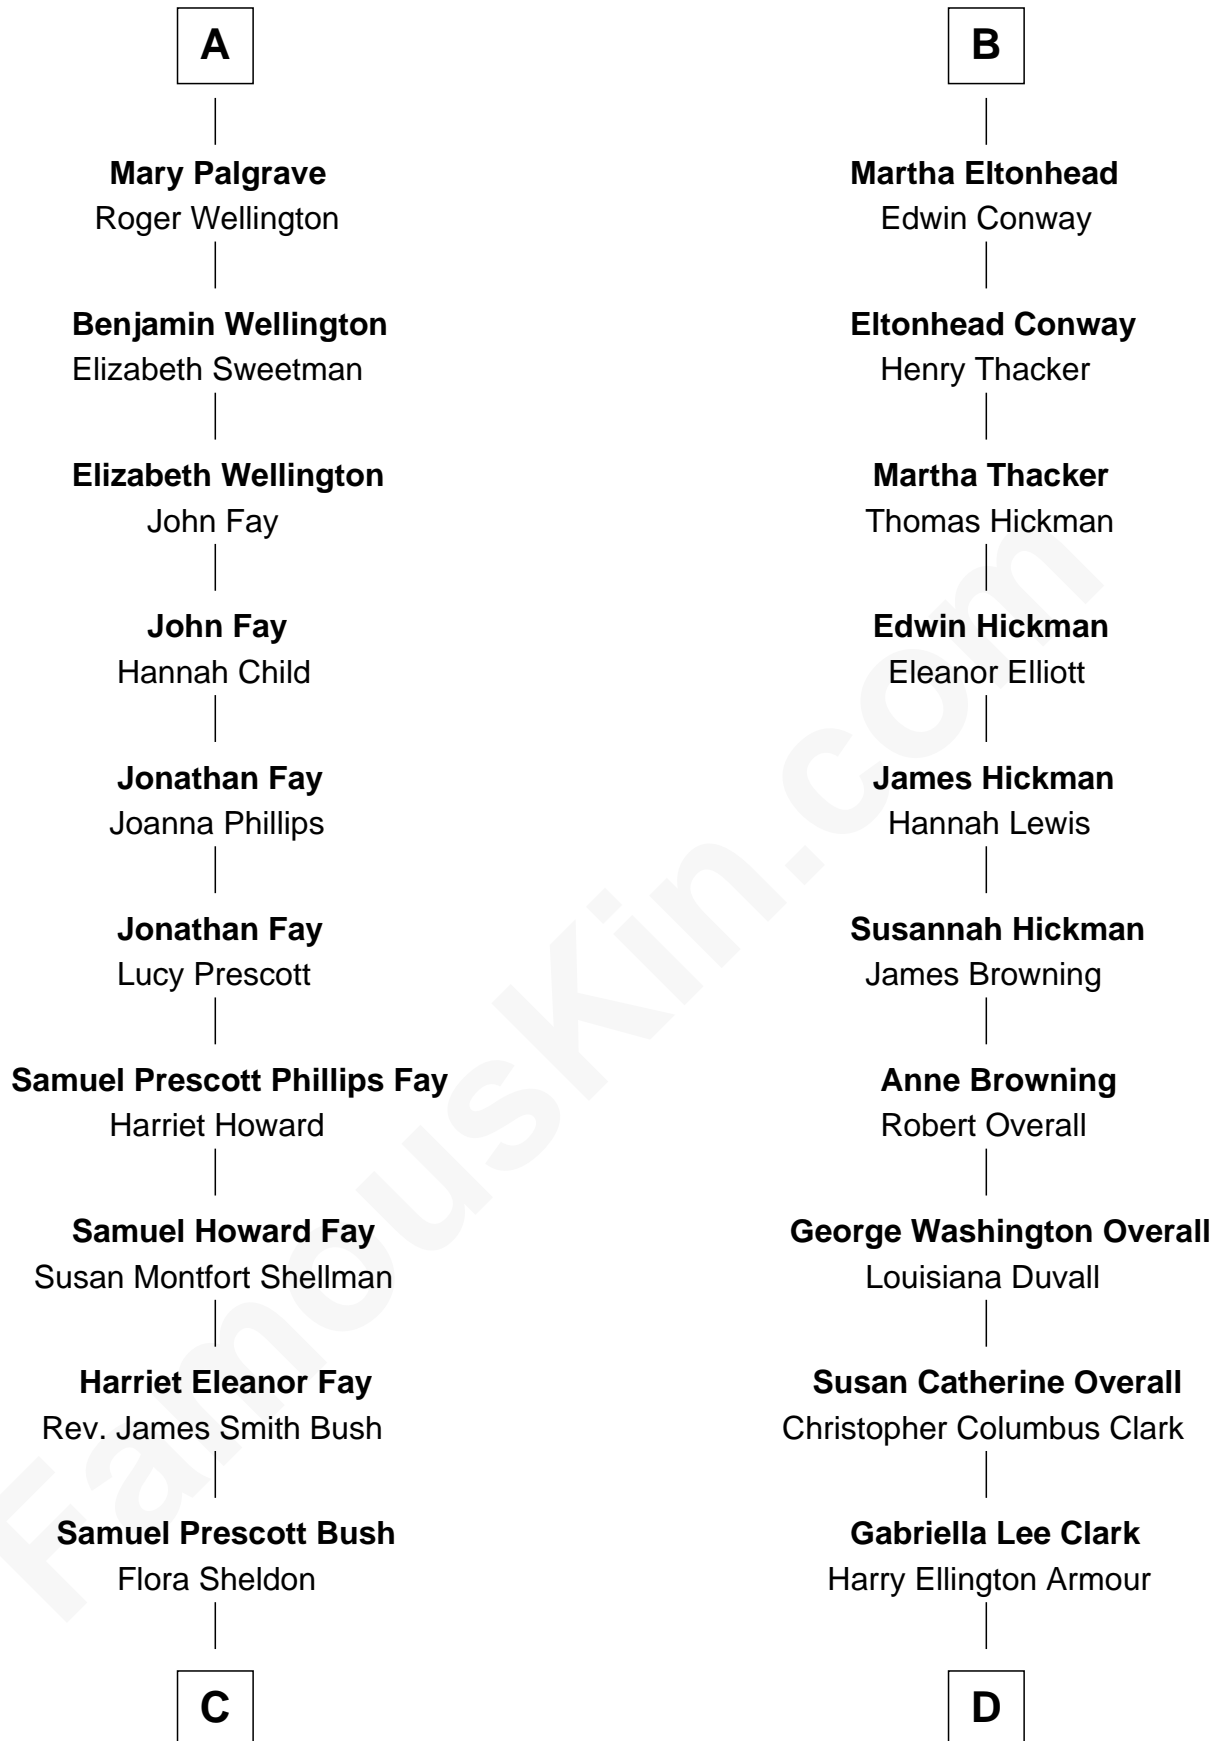 A
Mary Palgrave
Roger Wellington
Benjamin Wellington
Elizabeth Sweetman
Elizabeth Wellington
John Fay
John Fay
Hannah Child
Jonathan Fay
Joanna Phillips
Jonathan Fay
Lucy Prescott
Samuel Prescott Phillips Fay
Harriet Howard
Samuel Howard Fay
Susan Montfort Shellman
Harriet Eleanor Fay
Rev. James Smith Bush
Samuel Prescott Bush
Flora Sheldon
C
B
Martha Eltonhead
Edwin Conway
Eltonhead Conway
Henry Thacker
Martha Thacker
Thomas Hickman
Edwin Hickman
Eleanor Elliott
James Hickman
Hannah Lewis
Susannah Hickman
James Browning
Anne Browning
Robert Overall
George Washington Overall
Louisiana Duvall
Susan Catherine Overall
Christopher Columbus Clark
Gabriella Lee Clark
Harry Ellington Armour
D
FamousKin.com